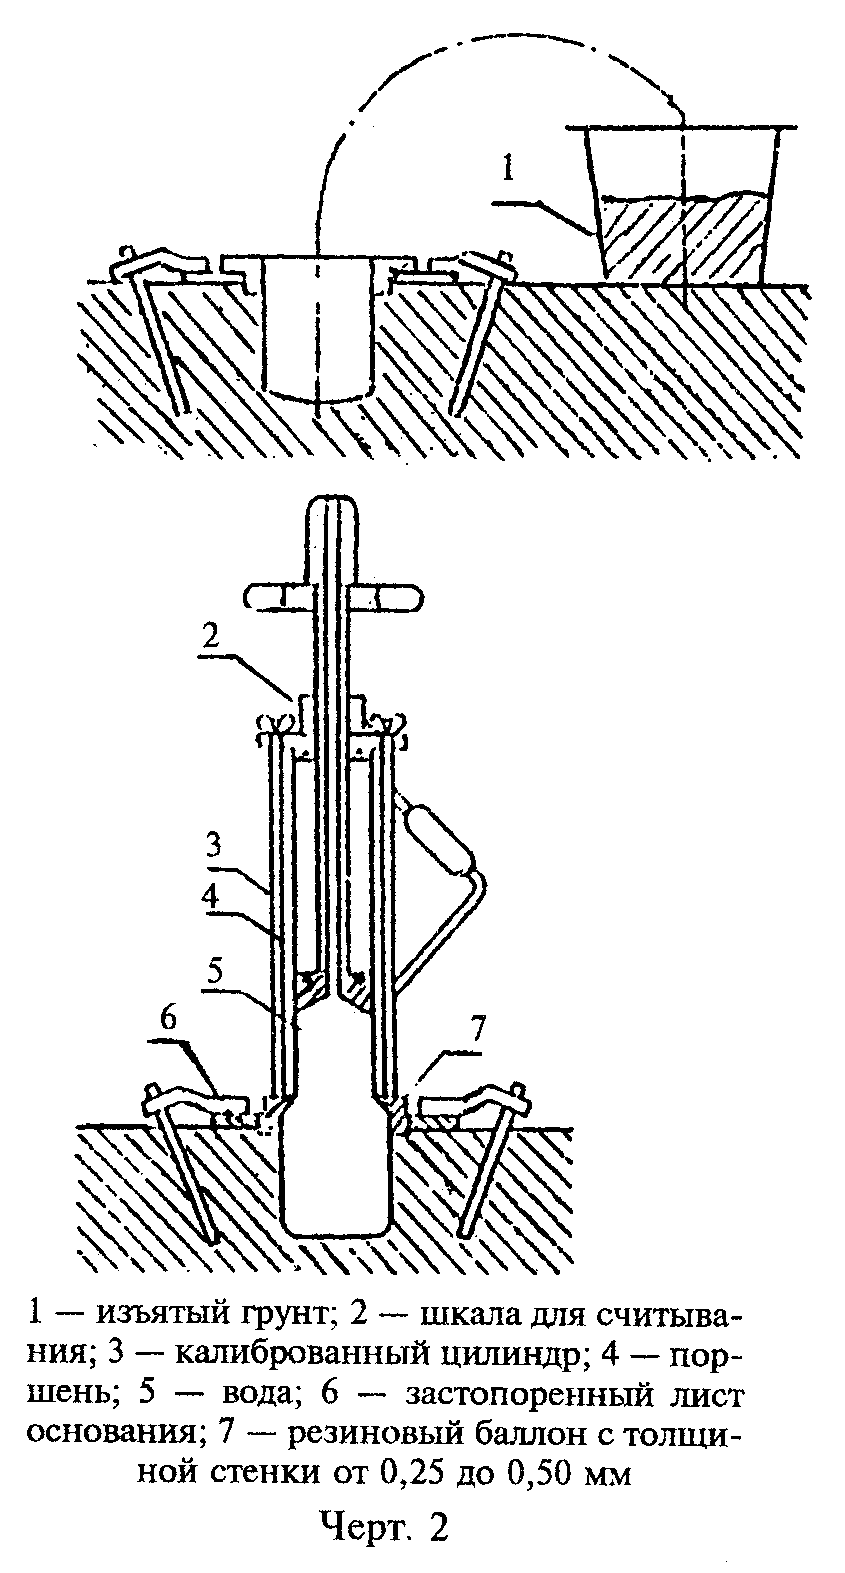 1
2
3
4
5
6
7
1 — изъятый грунт; 2 — шкала для считыва-
ния; 3 — калиброванный цилиндр; 4 — пор-
шень; 5 — вода; 6 — застопоренный лист
основания; 7 — резиновый баллон с толщи-
ной стенки от 0,25 до 0,50 мм
Черт. 2